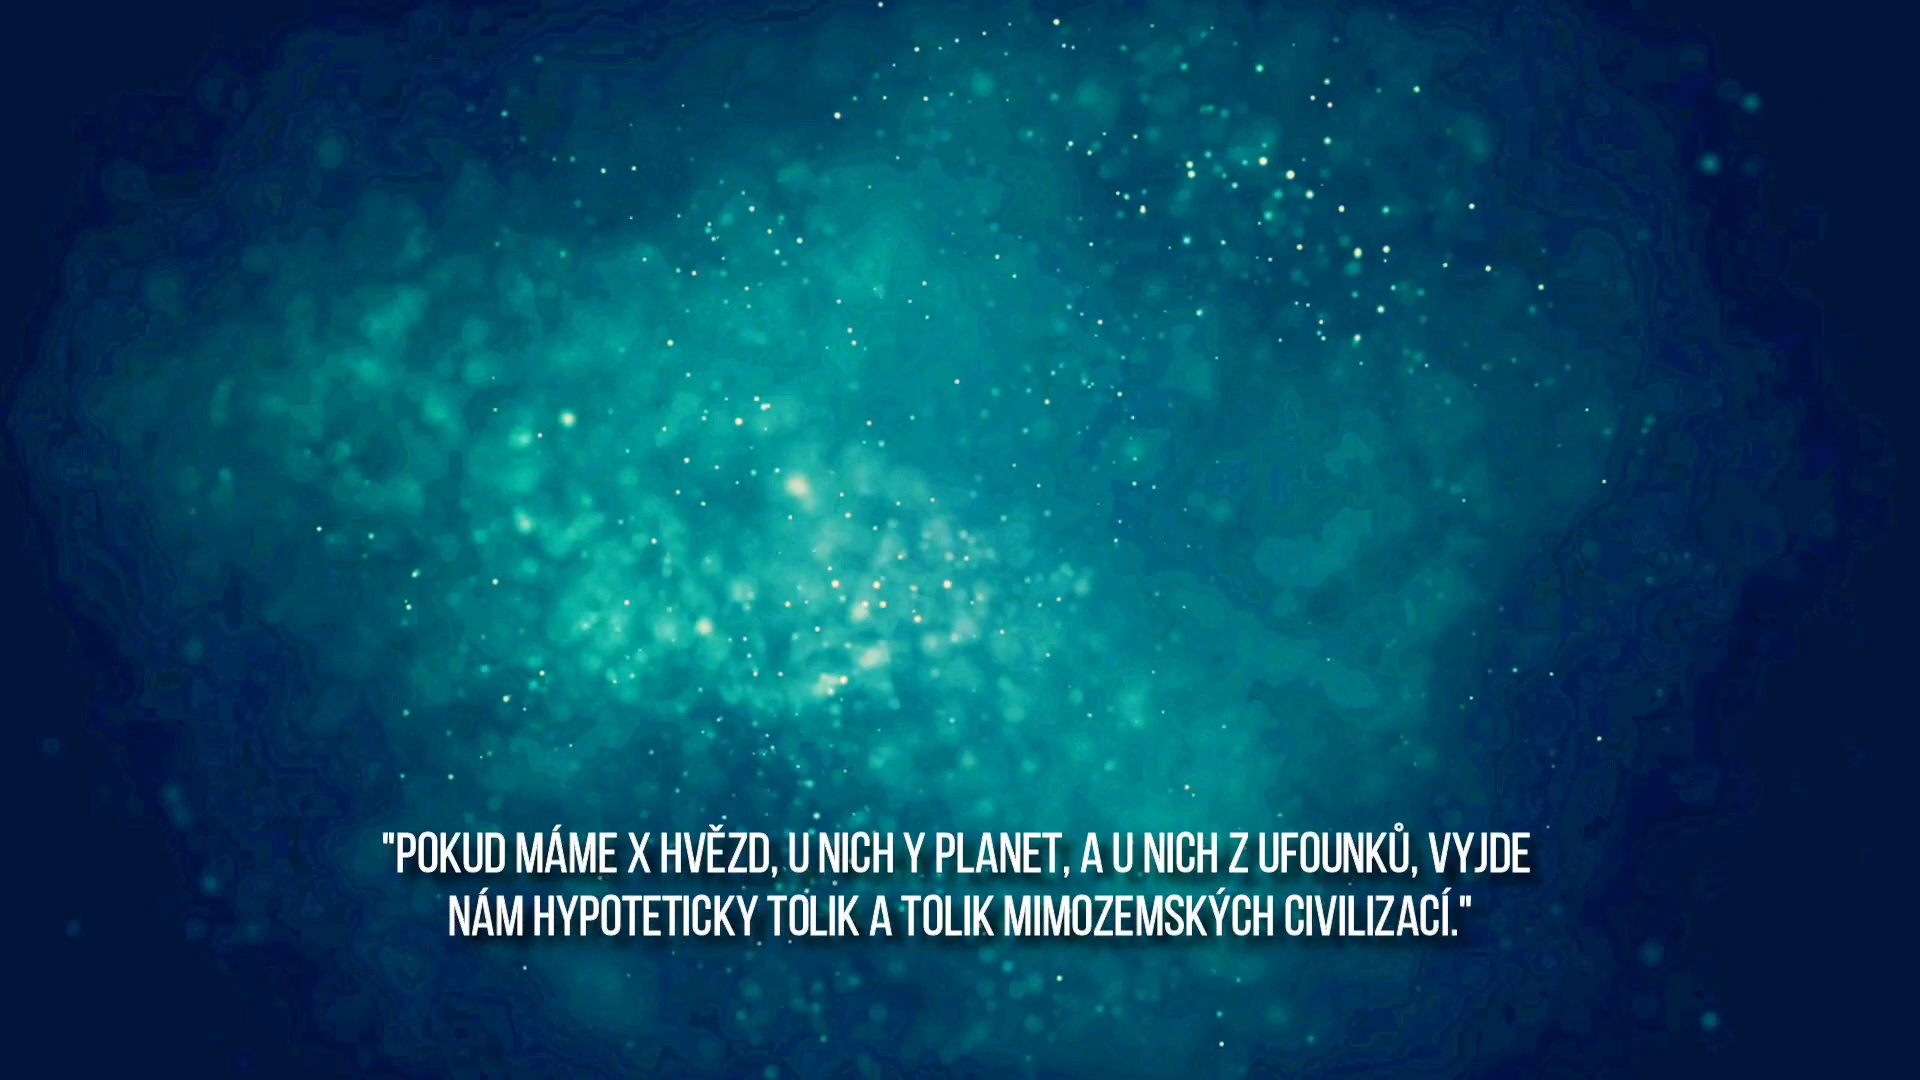 "POKUD MÁME X HVĚZD, U NICH Y PLANET, A U NICH Z UFOUNKŮ, VYJDE
NÁM HYPOTETICKY TOLIK A TOLIK MIMOZEMSKÝCH CIVILIZACÍ."